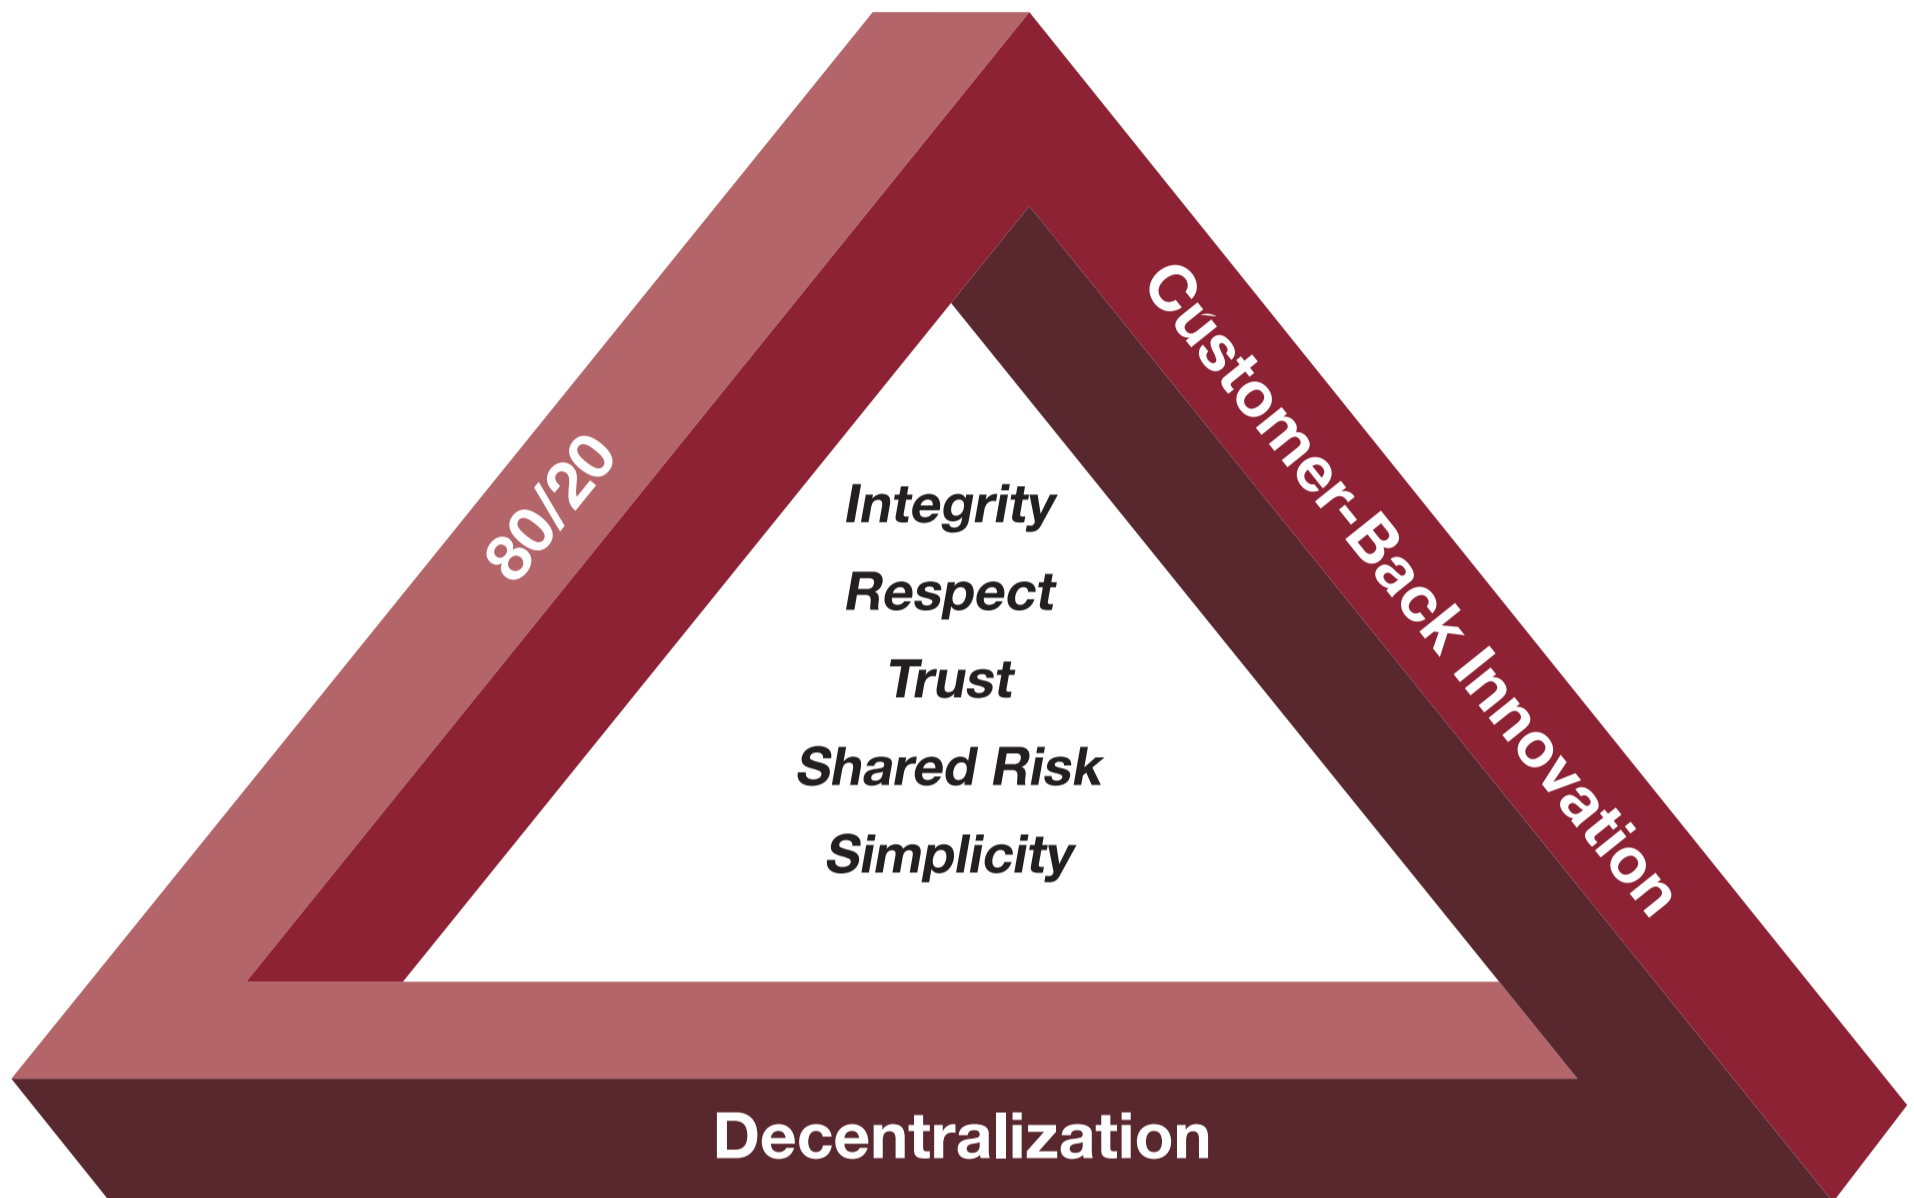 80/20
Customer-Back Innovation
Integrity
Respect
Trust
Shared Risk
Simplicity
Decentralization